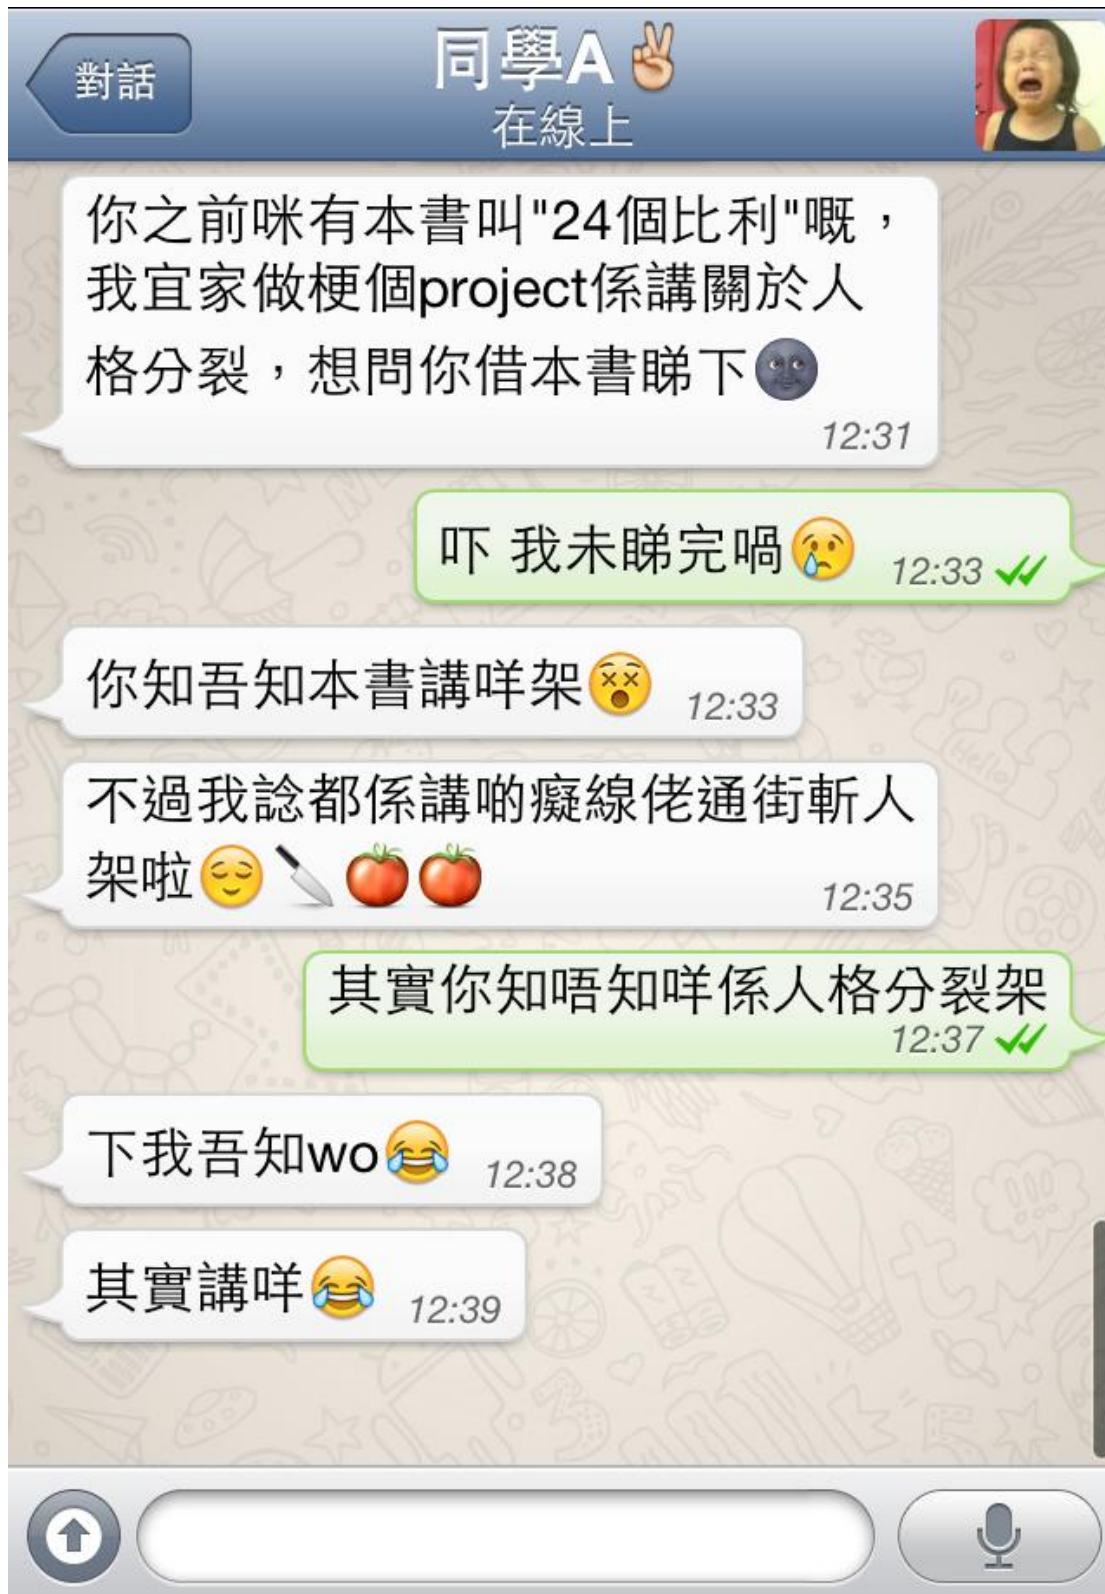 對話
同學A✌
在線上
你之前咪有本書叫"24個比利"嘅，
我宜家做梗個project係講關於人
格分裂，想問你借本書睇下🌚
12:31
吓 我未睇完喎😢 12:33
你知吾知本書講咩架😵 12:33
不過我諗都係講啲癡線佬通街斬人
架啦😌🔪🍅🍅 12:35
其實你知唔知咩係人格分裂架
12:37
下我吾知wo😂 12:38
其實講咩😂 12:39